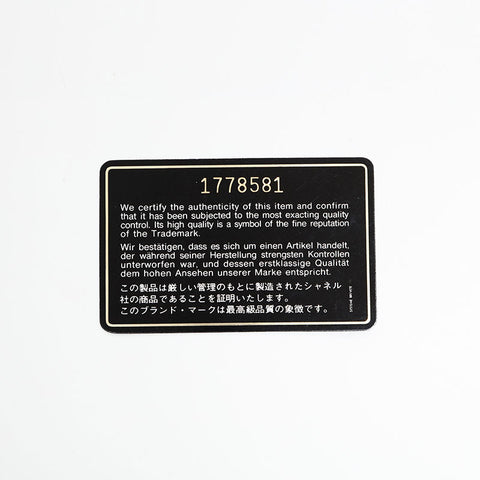 1778581
We certify the authenticity of this item and confirm
that it has been subjected to the most exacting quality
control. Its high quality is a symbol of the fine reputation
of the Trademark.
Wir bestätigen, dass es sich um einen Artikel handelt,
der während seiner Herstellung strengsten Kontrollen
unterworfen war, und dessen erstklassige Qualität
dem hohen Ansehen unserer Marke entspricht.
この製品は厳しい管理のもとに製造されたシャネル
社の商品であることを証明いたします。
このブランド・マークは最高級品質の象徴です。